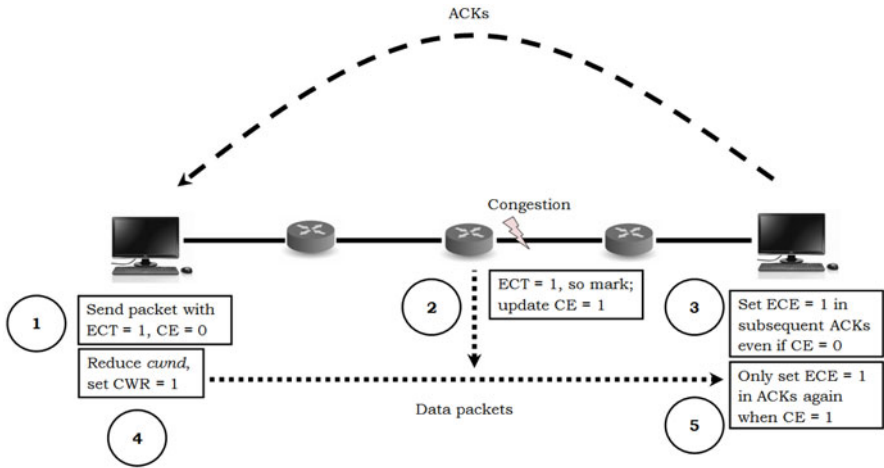 ACKs
Congestion
1
Send packet with
ECT = 1, CE = 0
2
ECT = 1, so mark;
update CE = 1
3
Set ECE = 1 in
subsequent ACKs
even if CE = 0
Reduce cwnd,
set CWR = 1
4
Data packets
Only set ECE = 1
in ACKs again
when CE = 1
5